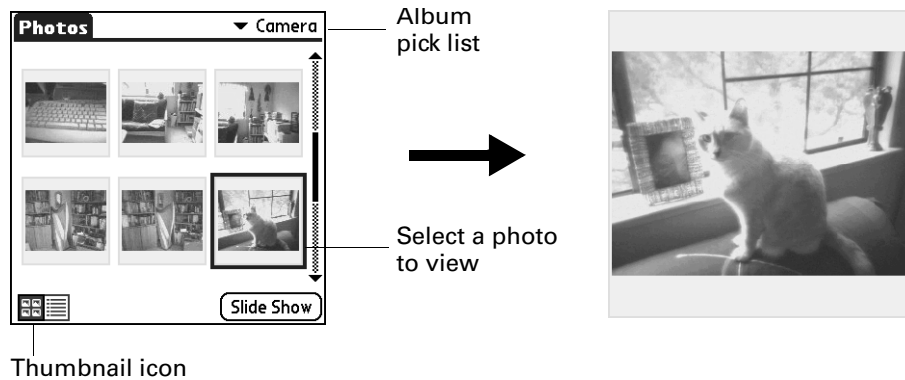 Photos
Camera
Album
pick list
Select a photo
to view
Slide Show
Thumbnail icon